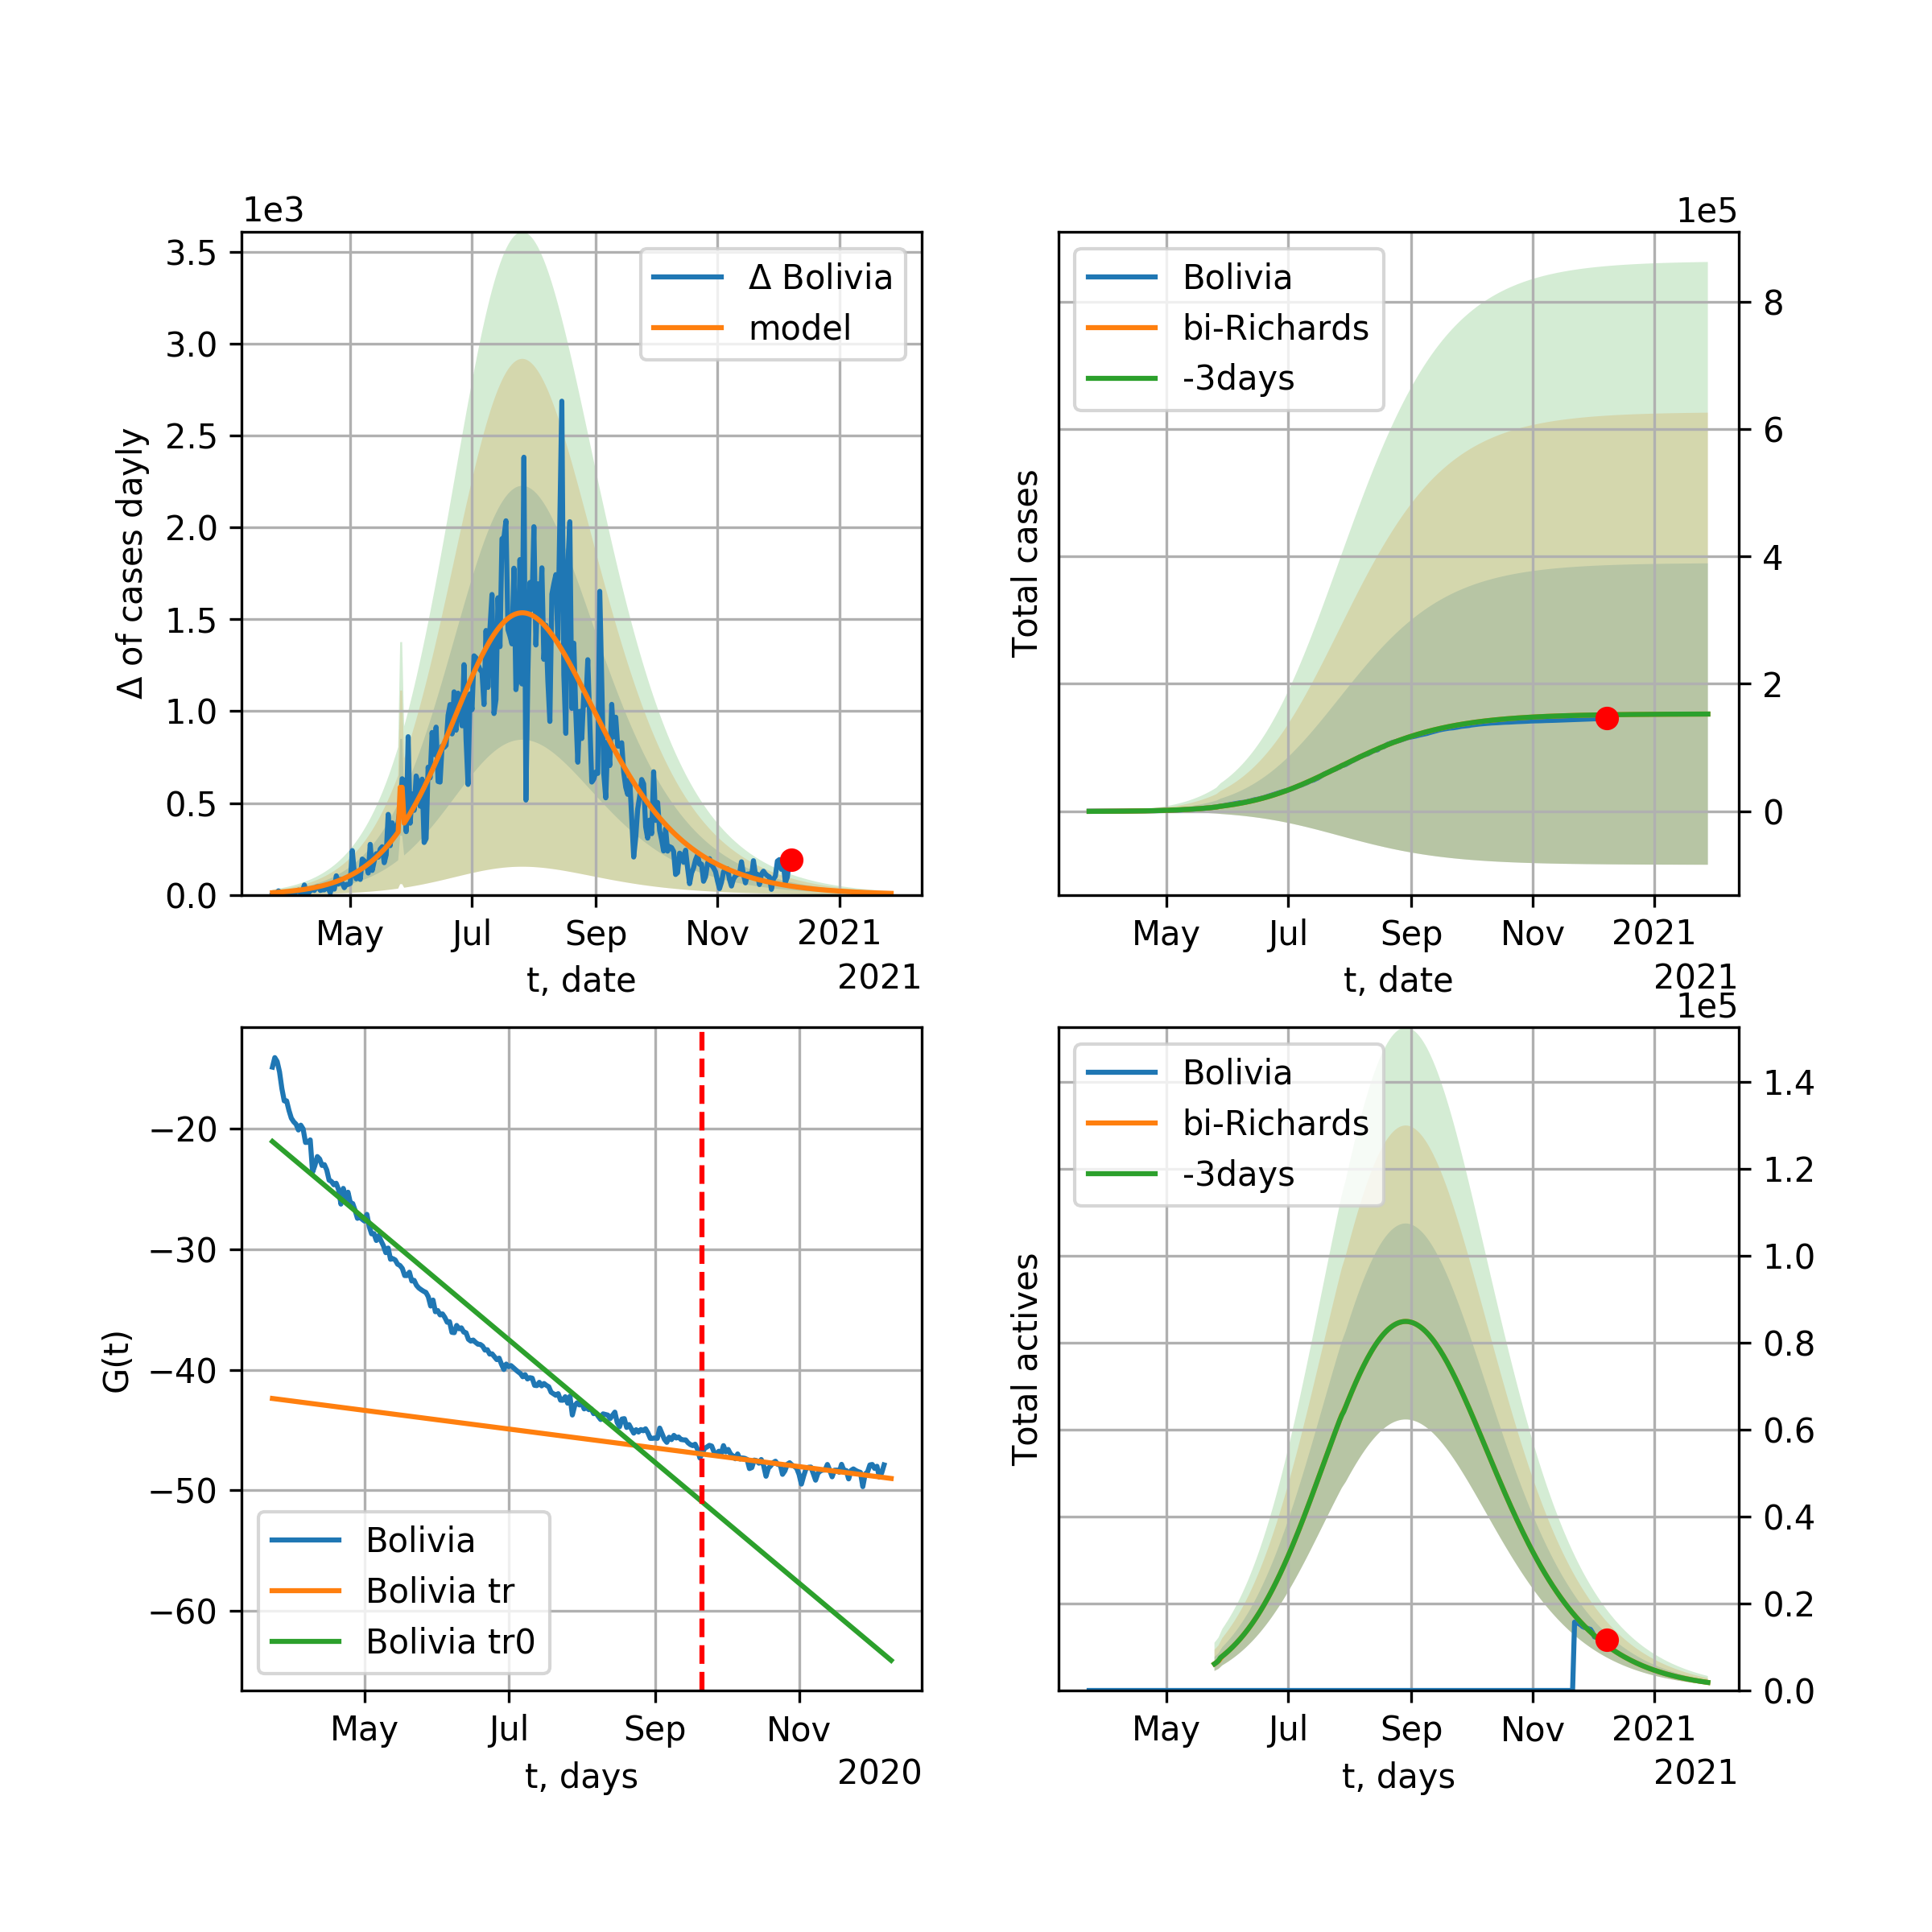 1e3
3.5
3.0
2.5
2.0
1.5
1.0
0.5
0.0
Δ of cases dayly
Δ Bolivia
model
May Jul Sep Nov 2021
t, date
2021
1e5
Bolivia
bi-Richards
-3days
Total cases
8
6
4
2
0
May Jul Sep Nov 2021
t, date
2021
−20
−30
−40
−50
−60
G(t)
Bolivia
Bolivia tr
Bolivia tr0
May Jul Sep Nov
t, days
2020
1e5
Bolivia
bi-Richards
-3days
Total actives
1.4
1.2
1.0
0.8
0.6
0.4
0.2
0.0
May Jul Sep Nov 2021
t, days
2021